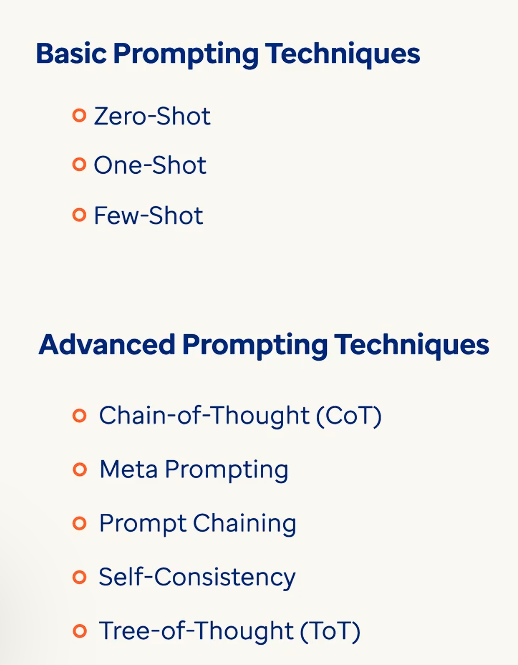 Basic Prompting Techniques
Zero-Shot
One-Shot
Few-Shot
Advanced Prompting Techniques
Chain-of-Thought (CoT)
Meta Prompting
Prompt Chaining
Self-Consistency
Tree-of-Thought (ToT)